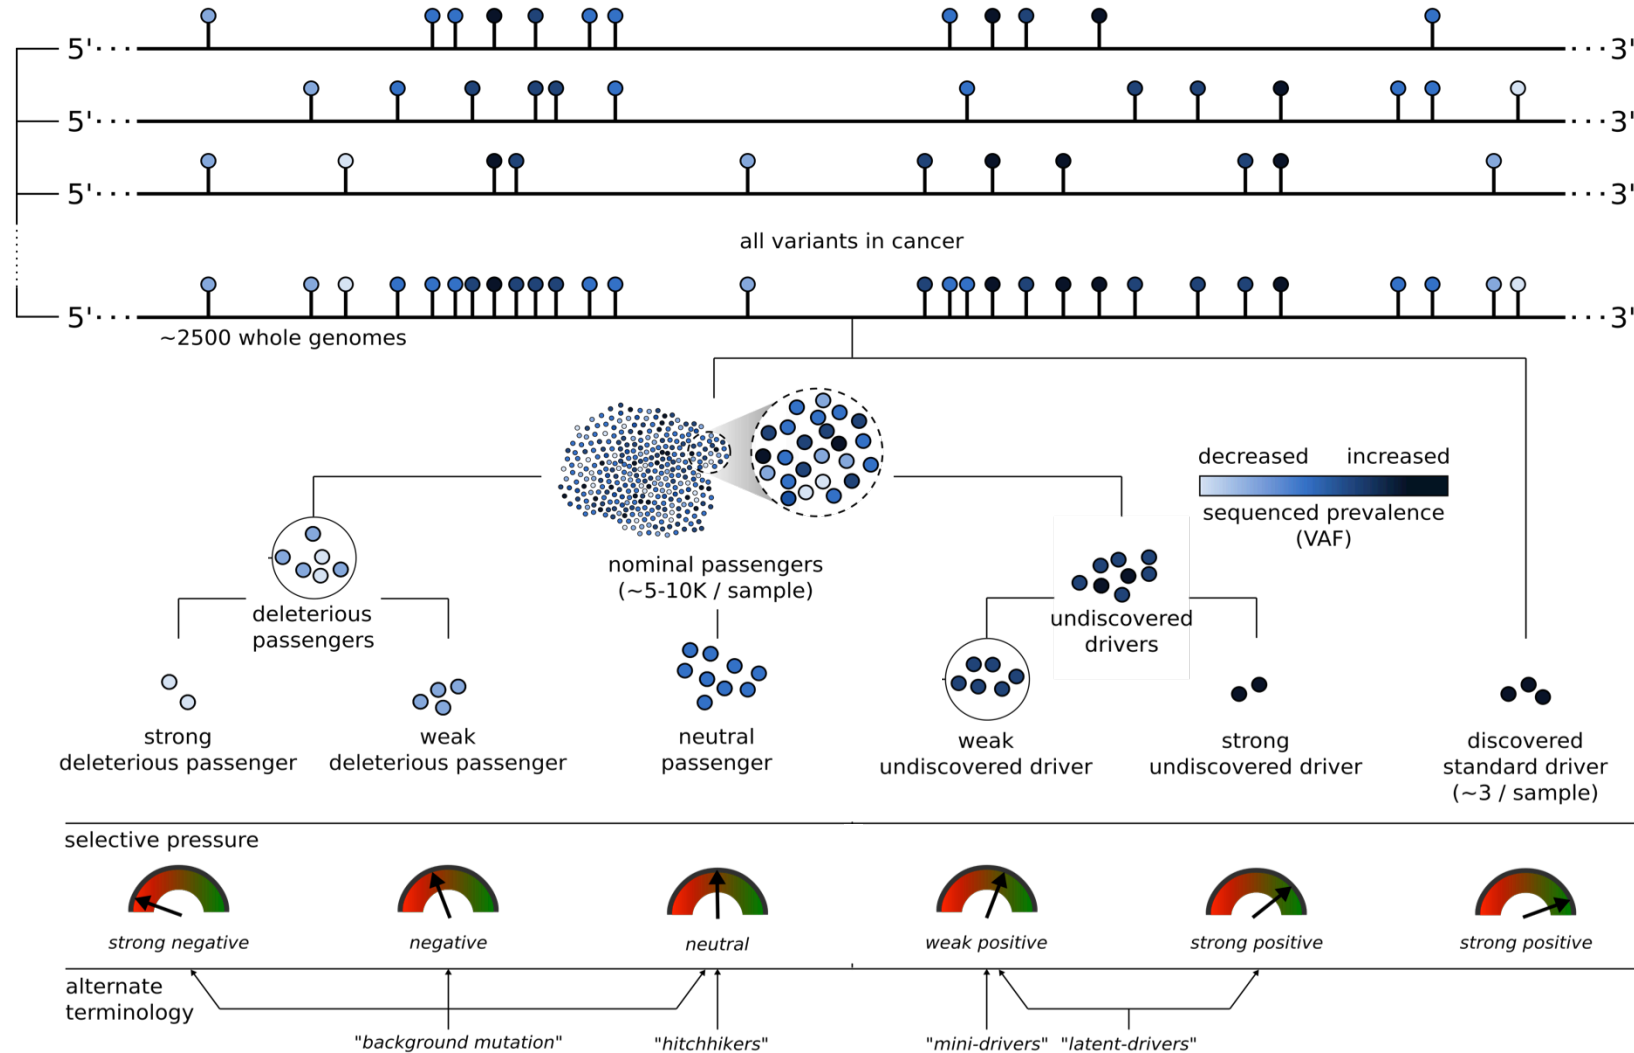 5'···· ····3'
5'···· ····3'
5'···· ····3'
all variants in cancer
5'···· ····3'
~2500 whole genomes
decreased increased
sequenced prevalence
(VAF)
nominal passengers
(~5-10K / sample)
deleterious
passengers
undiscovered
drivers
strong
deleterious passenger
weak
deleterious passenger
neutral
passenger
weak
undiscovered driver
strong
undiscovered driver
discovered
standard driver
(~3 / sample)
selective pressure
strong negative
negative
neutral
weak positive
strong positive
strong positive
alternate
terminology
"background mutation"
"hitchhikers"
"mini-drivers"
"latent-drivers"